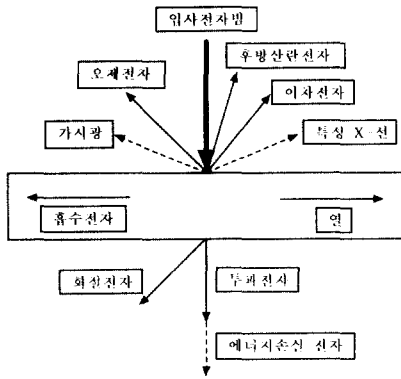 입사전자빔
후방산란전자
오제전자
이차전자
가시광
특성 X-선
흡수전자
열
회절전자
투과전자
에너지손실 전자